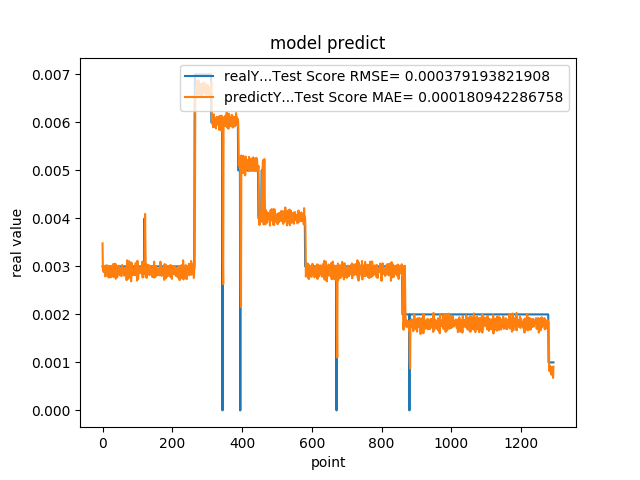 model predict
realY...Test Score RMSE= 0.000379193821908
predictY...Test Score MAE= 0.000180942286758
0.007
0.006
0.005
0.004
0.003
0.002
0.001
0.000
real value
0 200 400 600 800 1000 1200
point